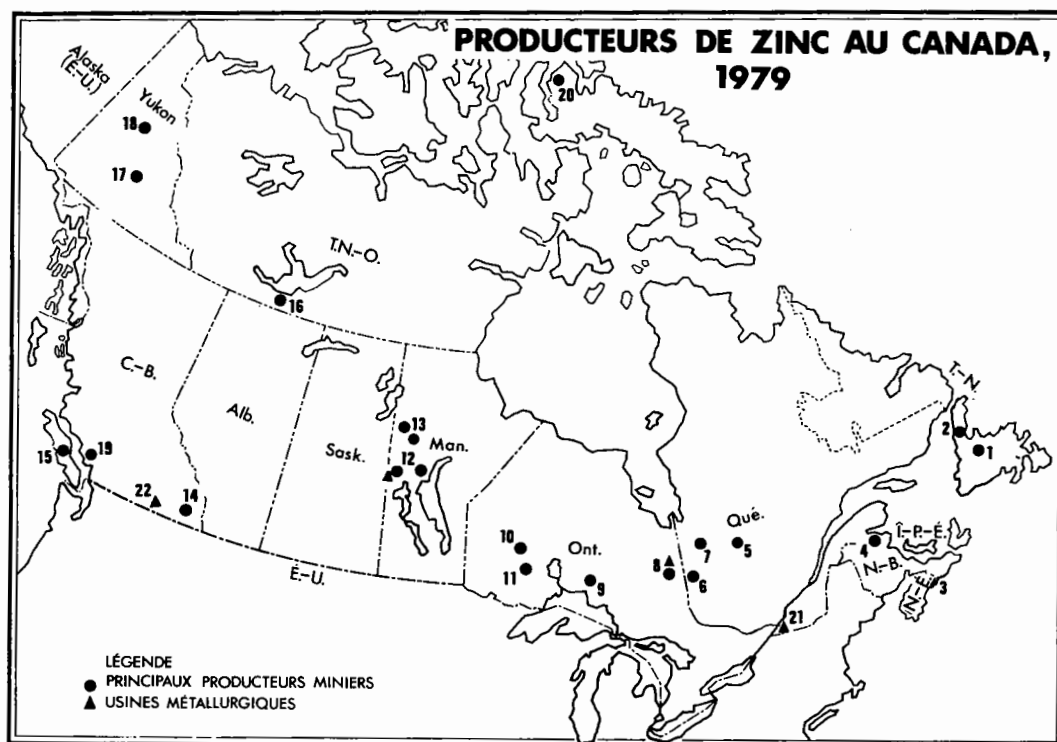 PRODUCTEURS DE ZINC AU CANADA,
1979
Alaska
(É.-U.)
Yukon
20
18
17
T.N.-O.
16
C.-B.
Alb.
Sask.
Man.
13
12
T.-N.
2
1
15
19
22
14
É.-U.
10
11
Ont.
9
8
7
6
5
Qué.
Î.-P.-É.
4
N.-B.
N.-É.
3
21
LÉGENDE
● PRINCIPAUX PRODUCTEURS MINIERS
▲ USINES MÉTALLURGIQUES